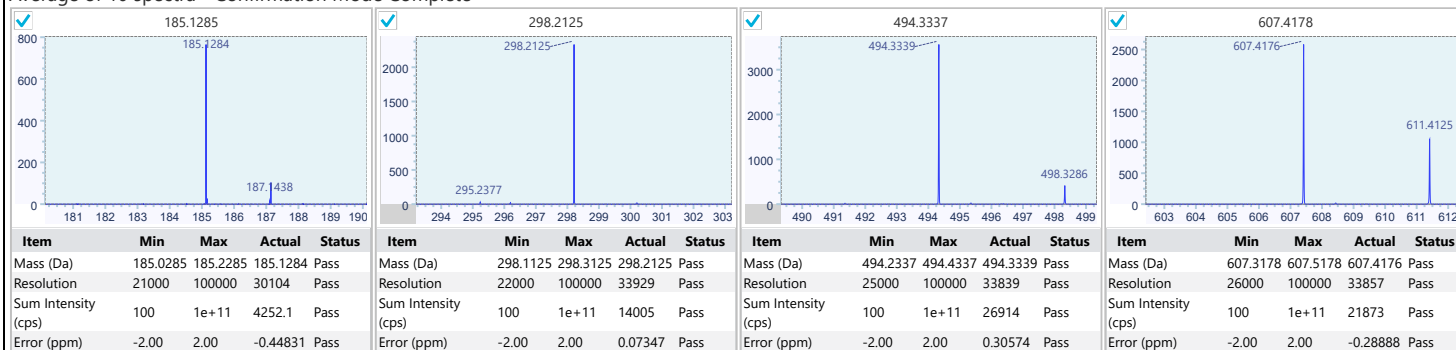 185.1285
800
600
400
200
0
185.1284
187.1438
181 182 183 184 185 186 187 188 189 190
Item Min Max Actual Status
Mass (Da) 185.0285 185.2285 185.1284 Pass
Resolution 21000 100000 30104 Pass
Sum Intensity (cps) 100 1e+11 4252.1 Pass
Error (ppm) -2.00 2.00 -0.44831 Pass
298.2125
2000
1500
1000
500
0
298.2125
295.2377
294 295 296 297 298 299 300 301 302 303
Item Min Max Actual Status
Mass (Da) 298.1125 298.3125 298.2125 Pass
Resolution 22000 100000 33929 Pass
Sum Intensity (cps) 100 1e+11 14005 Pass
Error (ppm) -2.00 2.00 0.07347 Pass
494.3337
3000
2000
1000
0
494.3339
498.3286
490 491 492 493 494 495 496 497 498 499
Item Min Max Actual Status
Mass (Da) 494.2337 494.4337 494.3339 Pass
Resolution 25000 100000 33839 Pass
Sum Intensity (cps) 100 1e+11 26914 Pass
Error (ppm) -2.00 2.00 0.30574 Pass
607.4178
2500
2000
1500
1000
500
0
607.4176
611.4125
603 604 605 606 607 608 609 610 611 612
Item Min Max Actual Status
Mass (Da) 607.3178 607.5178 607.4176 Pass
Resolution 26000 100000 33857 Pass
Sum Intensity (cps) 100 1e+11 21873 Pass
Error (ppm) -2.00 2.00 -0.28888 Pass